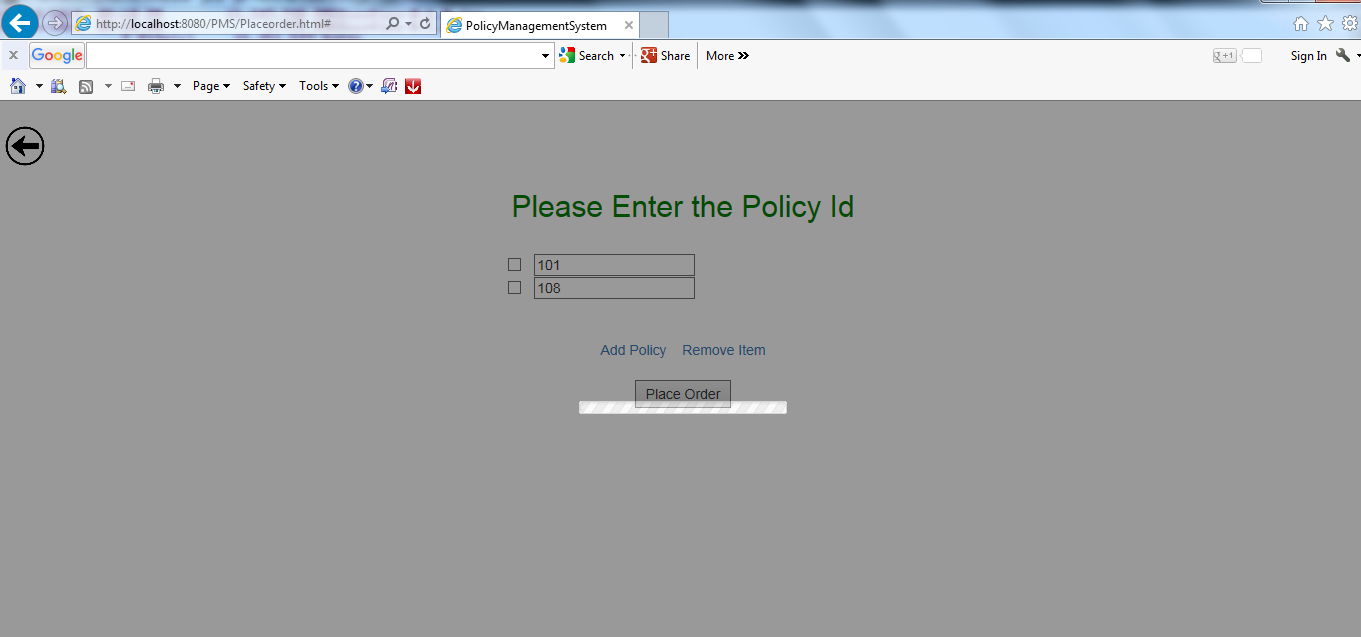 http://localhost:8080/PMS/Placeorder.html#
PolicyManagementSystem
x Google Search Share More »
g+1 Sign In
Page Safety Tools
Please Enter the Policy Id
101
108
Add Policy Remove Item
Place Order